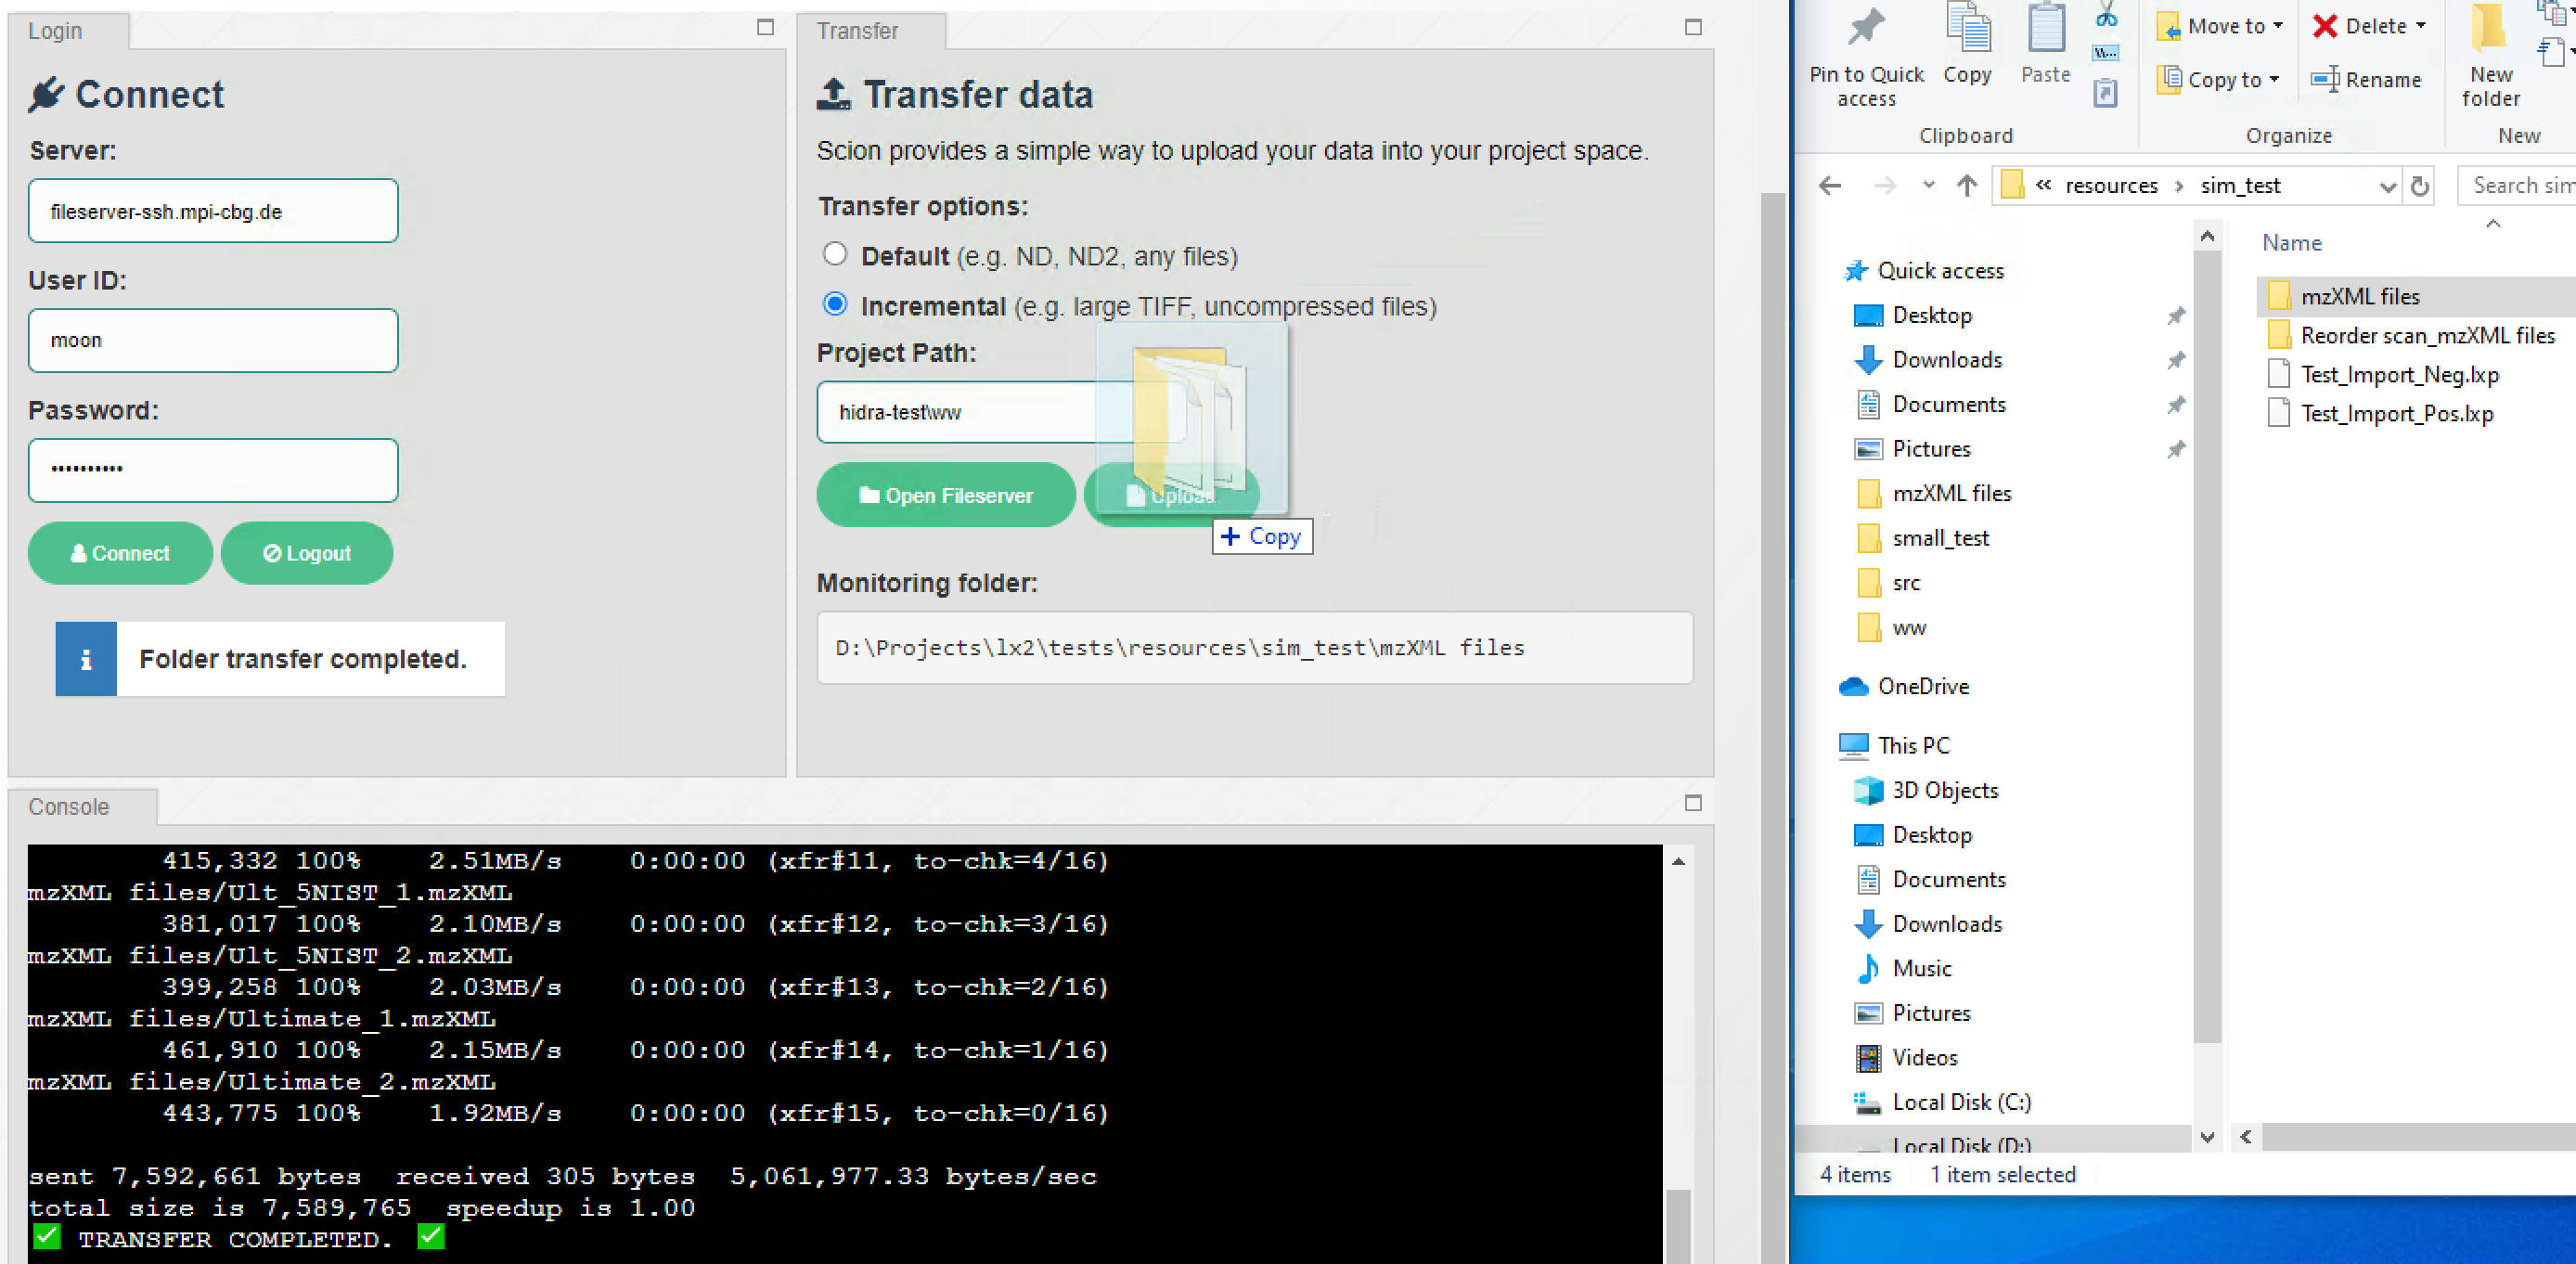 Login
Connect
Server:
fileserver-ssh.mpi-cbg.de
User ID:
moon
Password:
••••••••••
Connect
Logout
Folder transfer completed.
Transfer
Transfer data
Scion provides a simple way to upload your data into your project space.
Transfer options:
Default (e.g. ND, ND2, any files)
Incremental (e.g. large TIFF, uncompressed files)
Project Path:
hidra-test\ww
Open Fileserver
Upload
+ Copy
Monitoring folder:
D:\Projects\lx2\tests\resources\sim_test\mzXML files
Console
415,332 100% 2.51MB/s 0:00:00 (xfr#11, to-chk=4/16)
mzXML files/Ult_5NIST_1.mzXML
381,017 100% 2.10MB/s 0:00:00 (xfr#12, to-chk=3/16)
mzXML files/Ult_5NIST_2.mzXML
399,258 100% 2.03MB/s 0:00:00 (xfr#13, to-chk=2/16)
mzXML files/Ultimate_1.mzXML
461,910 100% 2.15MB/s 0:00:00 (xfr#14, to-chk=1/16)
mzXML files/Ultimate_2.mzXML
443,775 100% 1.92MB/s 0:00:00 (xfr#15, to-chk=0/16)
sent 7,592,661 bytes received 305 bytes 5,061,977.33 bytes/sec
total size is 7,589,765 speedup is 1.00
✅ TRANSFER COMPLETED. ✅
Pin to Quick
access
Copy
Paste
Clipboard
Move to
Copy to
Delete
Rename
Organize
New
folder
New
« resources › sim_test
Search sim
Quick access
Desktop
Downloads
Documents
Pictures
mzXML files
small_test
src
ww
OneDrive
This PC
3D Objects
Desktop
Documents
Downloads
Music
Pictures
Videos
Local Disk (C:)
Local Disk (D:)
Name
mzXML files
Reorder scan_mzXML files
Test_Import_Neg.lxp
Test_Import_Pos.lxp
4 items
1 item selected